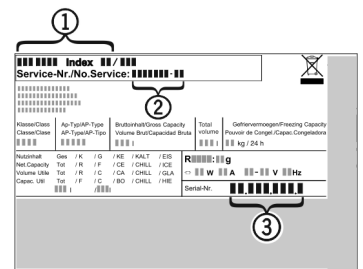 1
Index /
Service-Nr./No.Service: -
2
Klasse/Class Ap-Typ/AP-Type Bruttoinhalt/Gross Capacity Total Gefriervermoegen/Freezing Capacity
Classe/Clase AP-Type/AP-Tipo Volume Brut/Capacidad Bruta volume Pouvoir de Congel./Capac.Congeladora
l l kg / 24 h
Nutzinhalt Ges / K / G / KE / KALT / EIS
Net.Capacity Tot / R / F / CE / CHILL / ICE
Volume Utile Tot / R / C / CA / CHILL / GLA
Capac. Util Tot / F / C / BO / CHILL / HIE
l / l
R : g
W A - V Hz
Serial-Nr. . . .
3